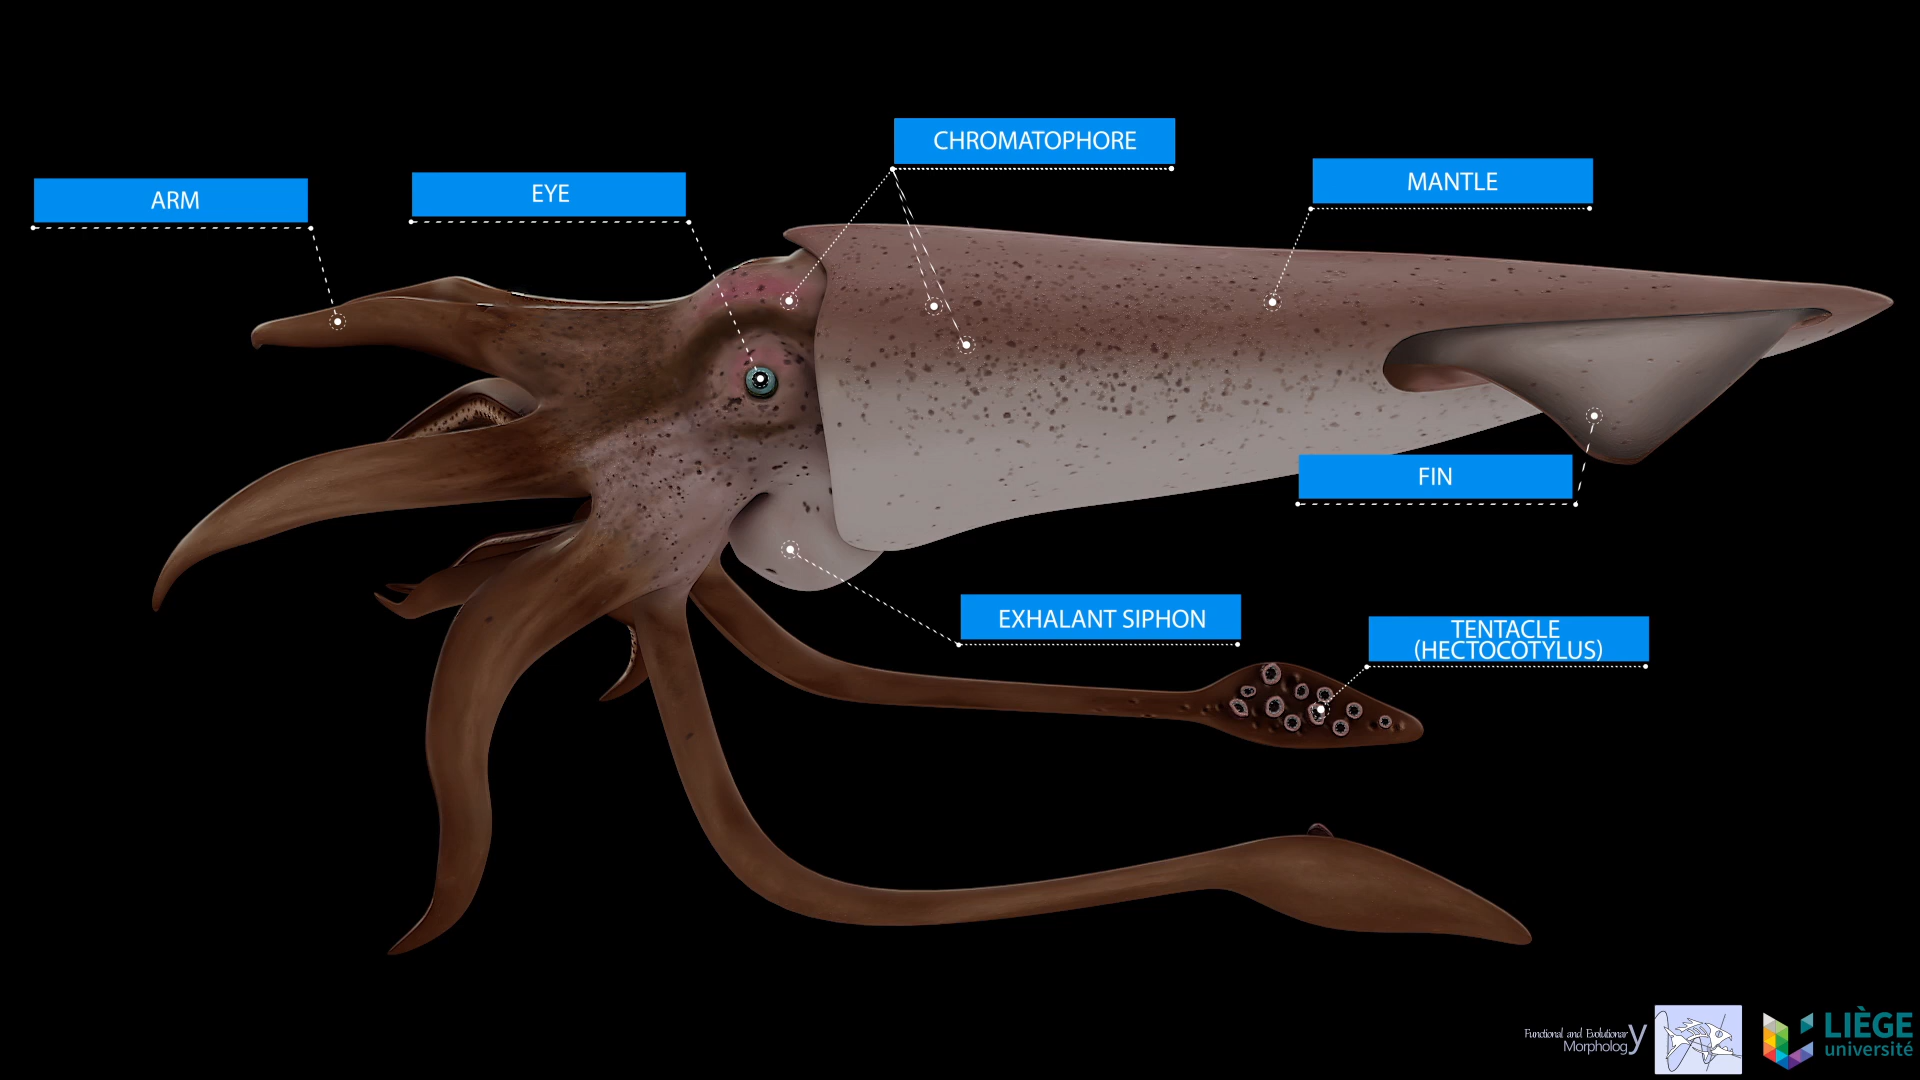 CHROMATOPHORE
MANTLE
EYE
ARM
FIN
EXHALANT SIPHON
TENTACLE
(HECTOCOTYLUS)
Functional and Evolutionary
Morphology
LIÈGE
université